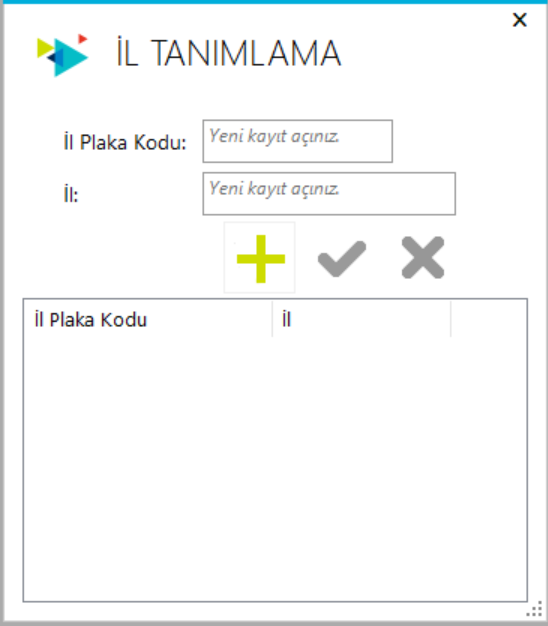 İL TANIMLAMA
İl Plaka Kodu: Yeni kayıt açınız.
İl: Yeni kayıt açınız.
İl Plaka Kodu İl